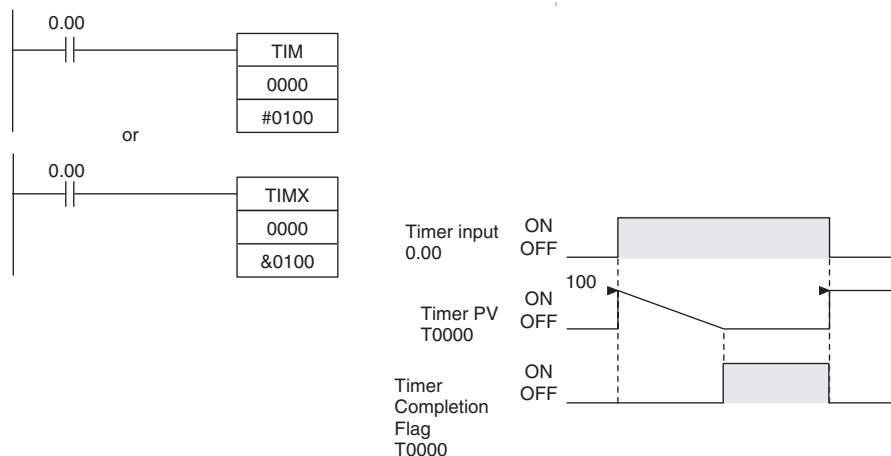 0.00
TIM
0000
#0100
or
0.00
TIMX
0000
&0100
Timer input
0.00
ON
OFF
100
Timer PV
T0000
ON
OFF
Timer
Completion
Flag
T0000
ON
OFF